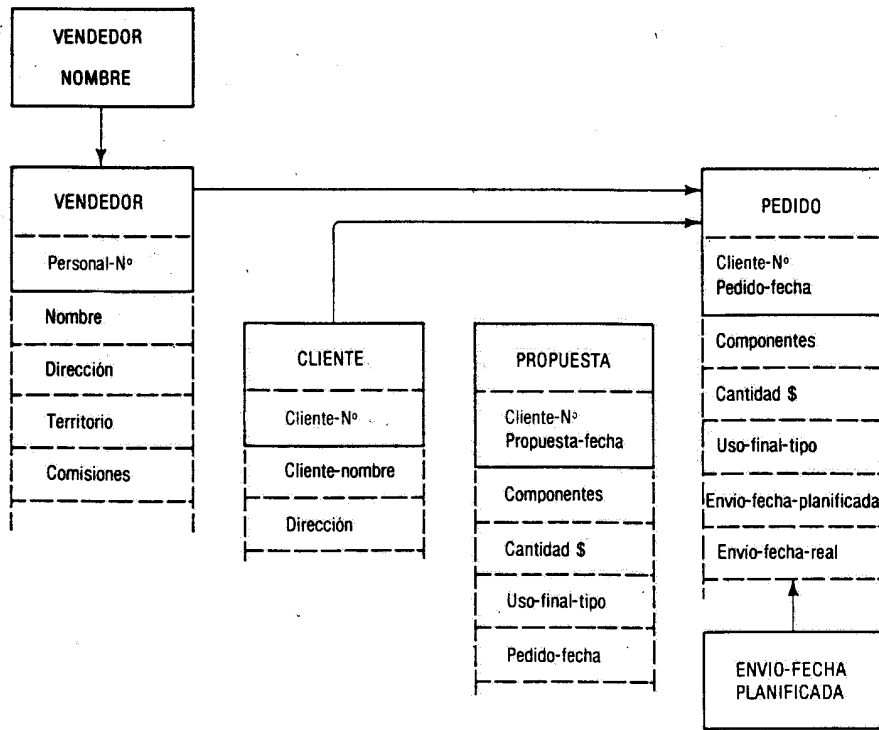 VENDEDOR
NOMBRE
VENDEDOR
Personal-Nº
Nombre
Dirección
Territorio
Comisiones
CLIENTE
Cliente-Nº
Cliente-nombre
Dirección
PROPUESTA
Cliente-Nº
Propuesta-fecha
Componentes
Cantidad $
Uso-final-tipo
Pedido-fecha
PEDIDO
Cliente-Nº
Pedido-fecha
Componentes
Cantidad $
Uso-final-tipo
Envio-fecha-planificada
Envio-fecha-real
ENVIO-FECHA
PLANIFICADA